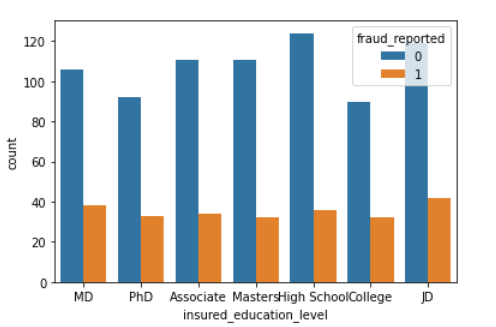 fraud_reported
0
1
120
100
80
60
40
20
0
count
MD PhD Associate Masters High School College JD
insured_education_level